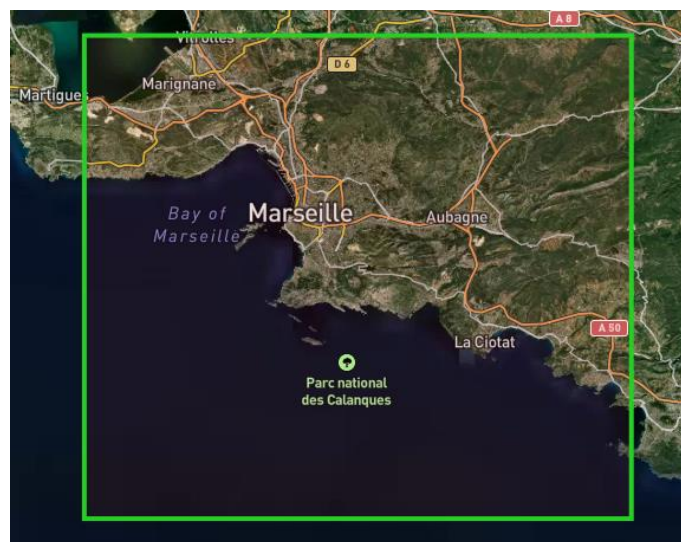 A 8
Vitrolles
D 6
Marignane
Martigues
Bay of
Marseille
Marseille
Aubagne
A 50
La Ciotat
Parc national
des Calanques